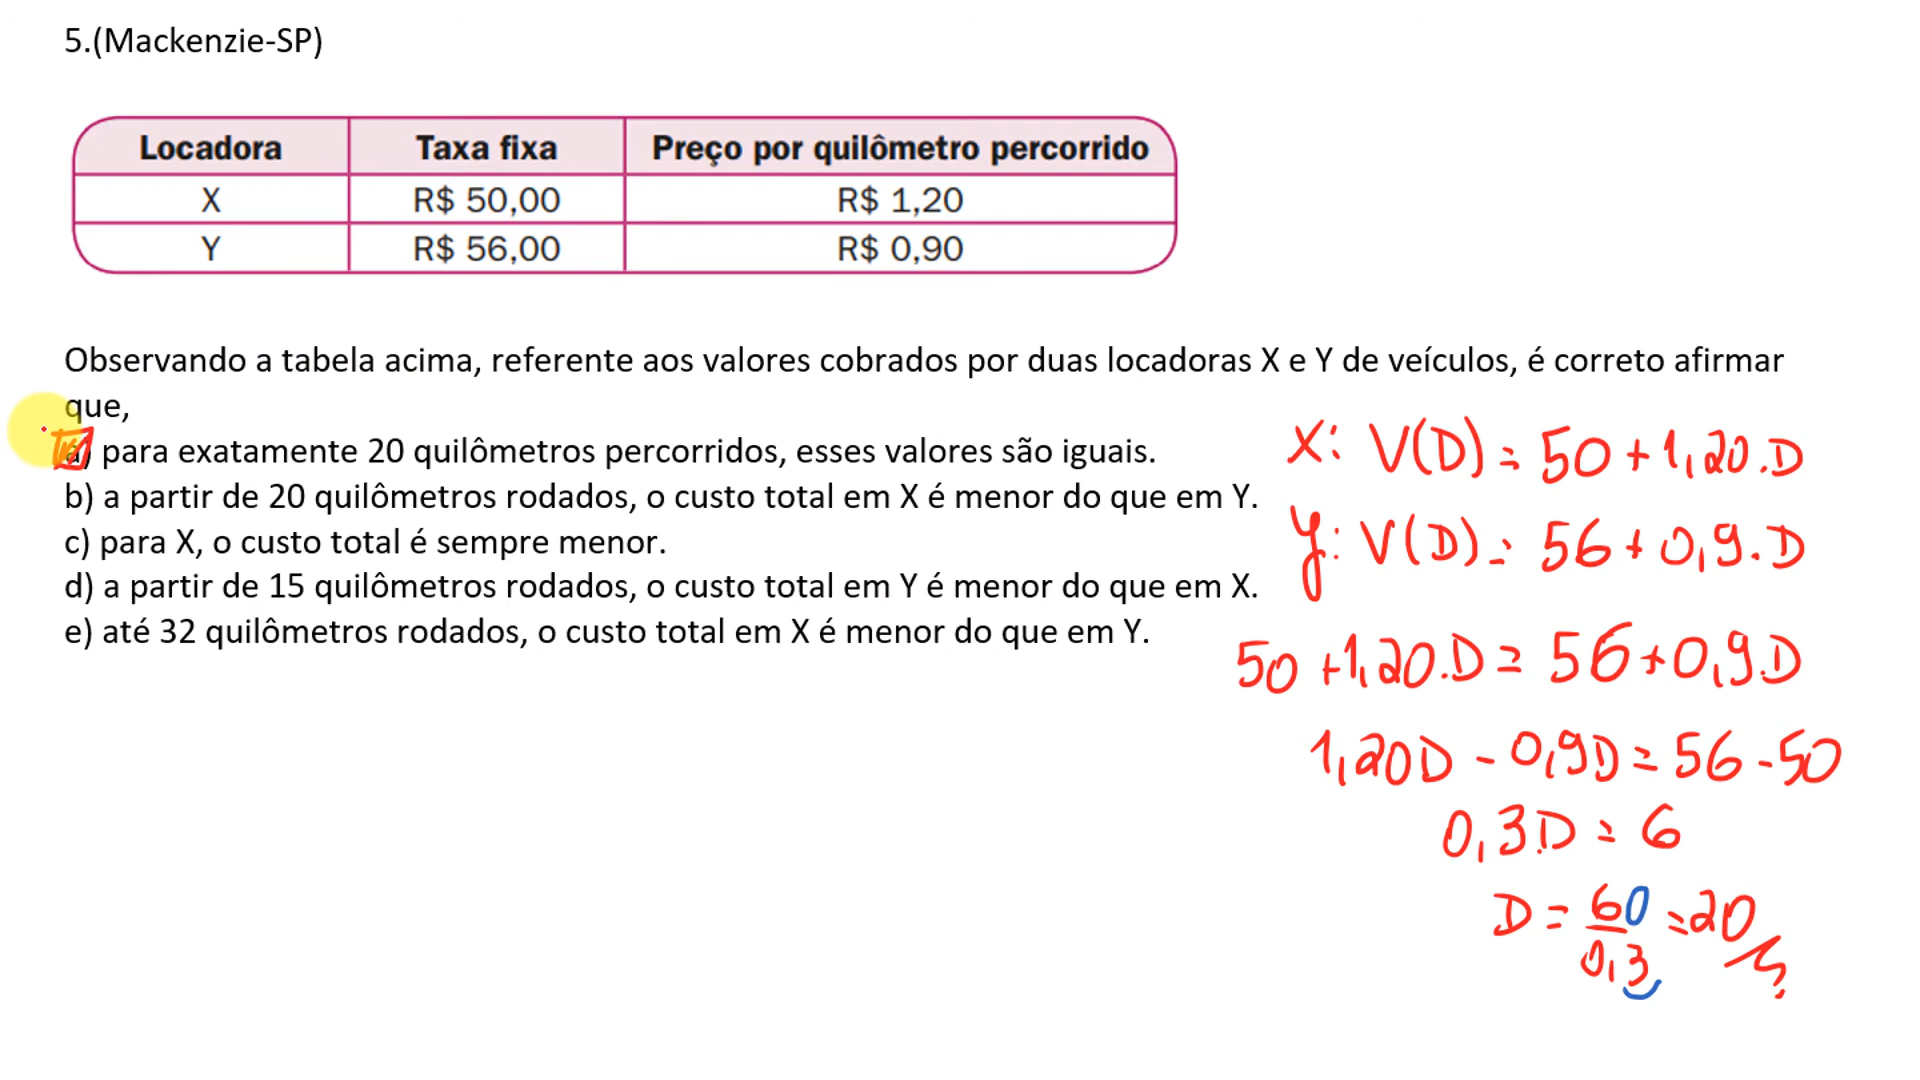 5.(Mackenzie-SP)
Locadora Taxa fixa Preço por quilômetro percorrido
X R$ 50,00 R$ 1,20
Y R$ 56,00 R$ 0,90
Observando a tabela acima, referente aos valores cobrados por duas locadoras X e Y de veículos, é correto afirmar
que,
a) para exatamente 20 quilômetros percorridos, esses valores são iguais.
b) a partir de 20 quilômetros rodados, o custo total em X é menor do que em Y.
c) para X, o custo total é sempre menor.
d) a partir de 15 quilômetros rodados, o custo total em Y é menor do que em X.
e) até 32 quilômetros rodados, o custo total em X é menor do que em Y.
X: V(D) = 50 + 1,20.D
Y: V(D) = 56 + 0,9.D
50 + 1,20.D = 56 + 0,9.D
1,20D - 0,9D = 56 - 50
0,3.D = 6
D = 60/0,3 = 20